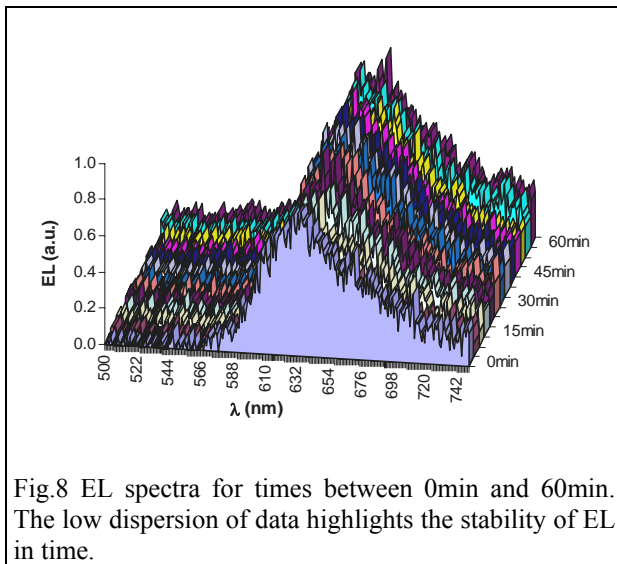 1.0
0.8
0.6
0.4
0.2
0.0
EL (a.u.)
500
522
544
566
588
610
632
654
676
698
720
742
λ (nm)
60min
45min
30min
15min
0min
Fig.8 EL spectra for times between 0min and 60min.
The low dispersion of data highlights the stability of EL
in time.